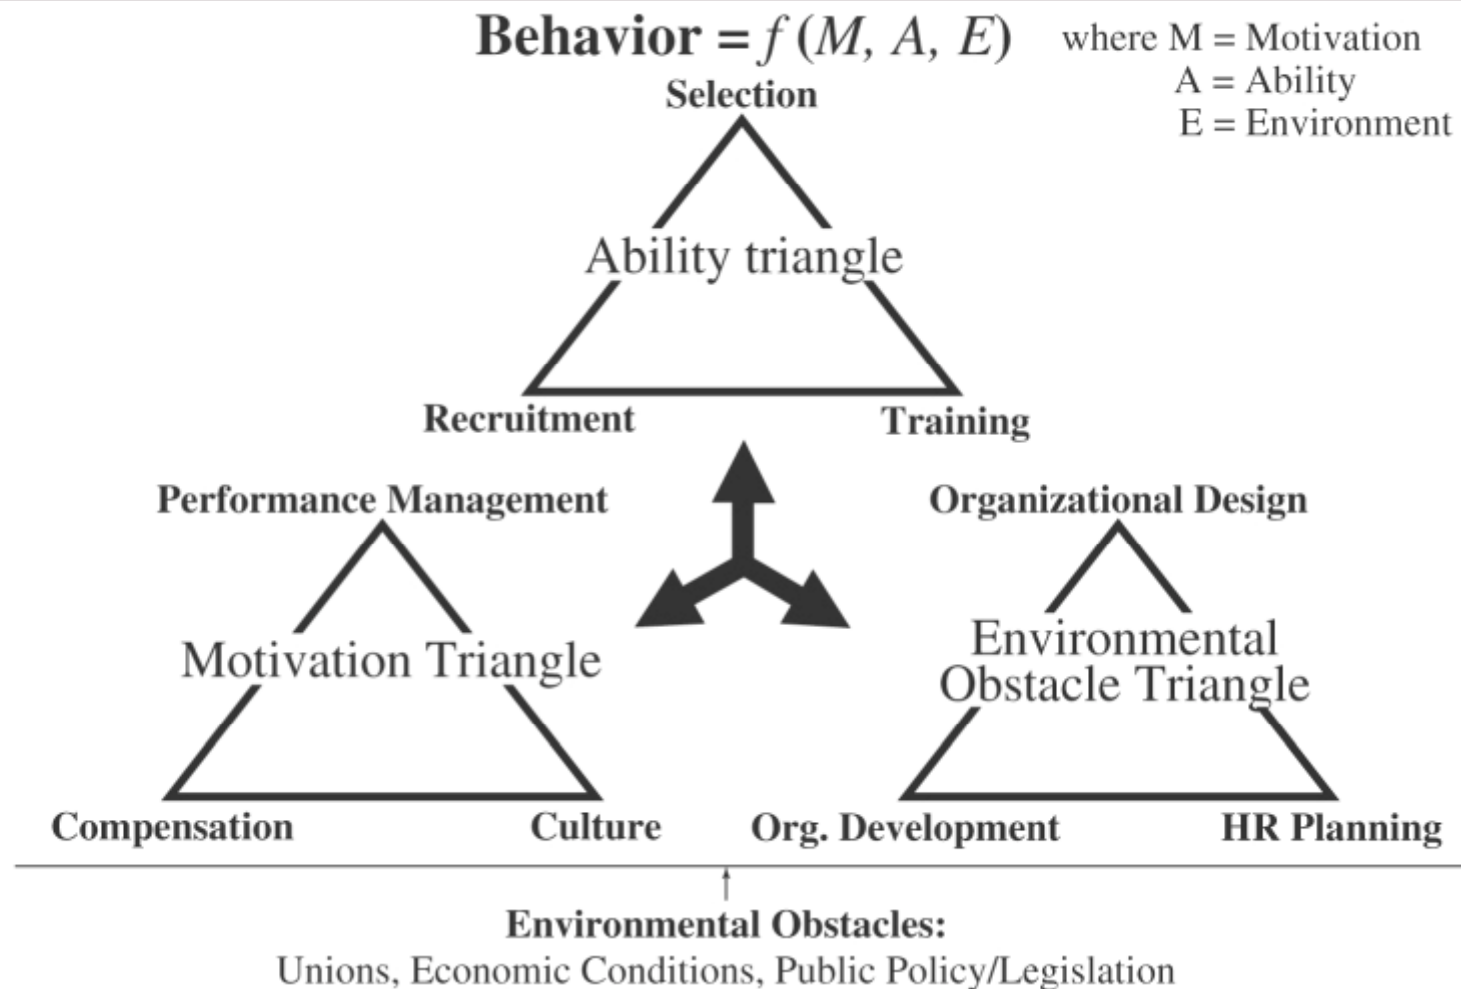 Behavior = f (M, A, E)
where M = Motivation
A = Ability
E = Environment
Selection
Ability triangle
Recruitment
Training
Performance Management
Organizational Design
Motivation Triangle
Environmental
Obstacle Triangle
Compensation
Culture
Org. Development
HR Planning
Environmental Obstacles:
Unions, Economic Conditions, Public Policy/Legislation